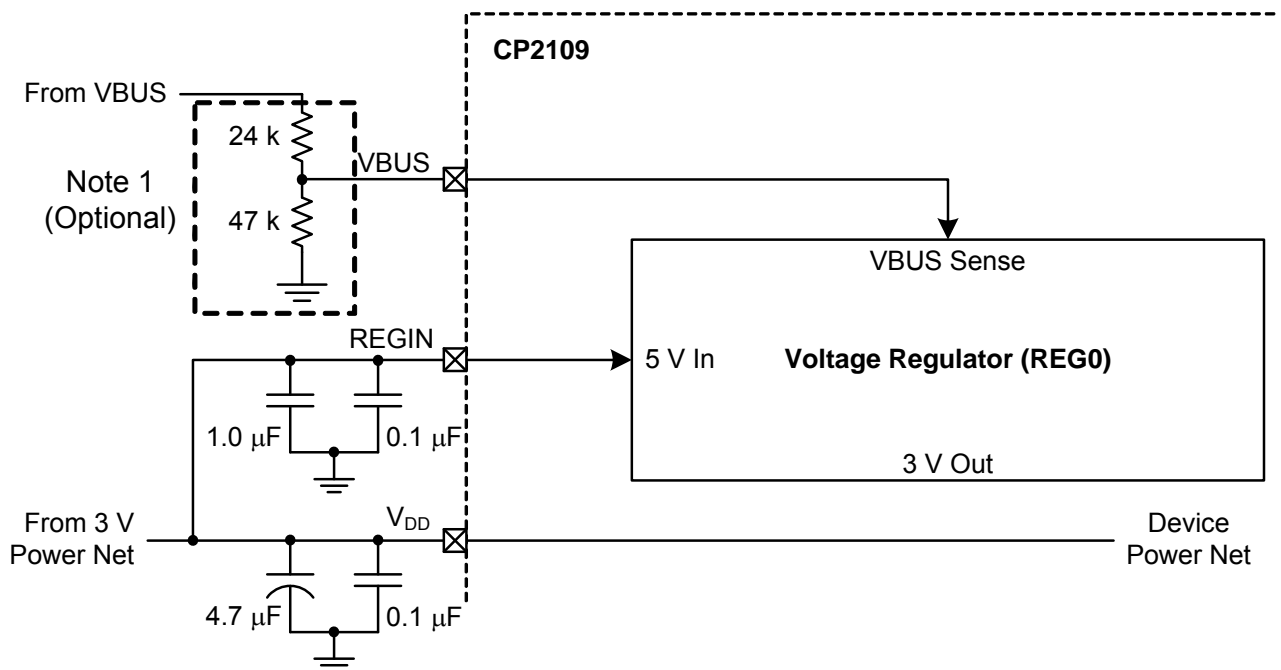 CP2109
From VBUS
24 k
VBUS
Note 1
(Optional)
47 k
VBUS Sense
REGIN
5 V In
Voltage Regulator (REG0)
1.0 μF
0.1 μF
3 V Out
From 3 V
Power Net
VDD
Device
Power Net
4.7 μF
0.1 μF